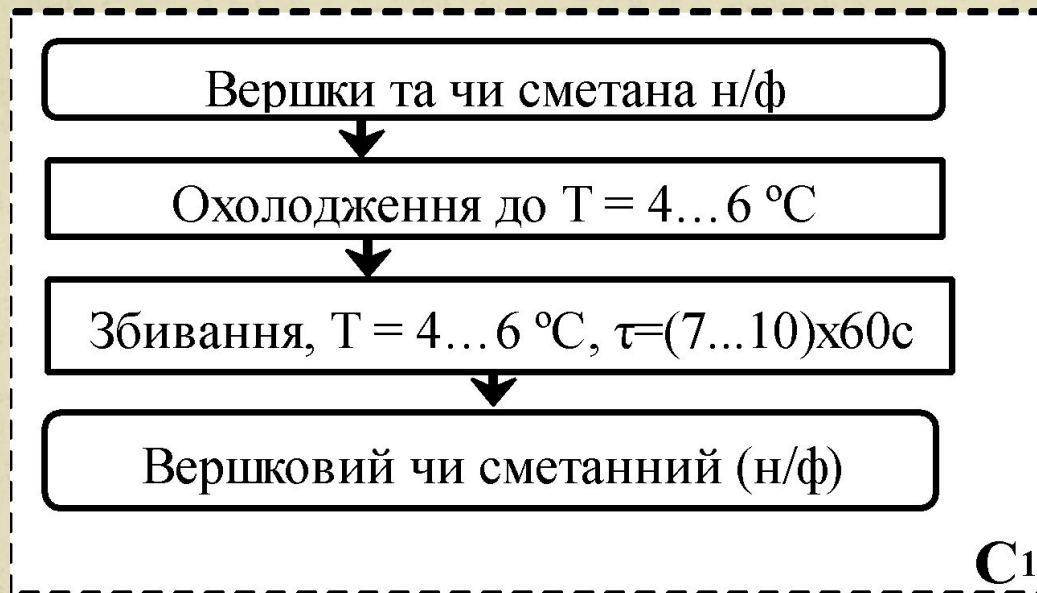 Вершки та чи сметана н/ф
Охолодження до Т = 4…6 ºС
Збивання, Т = 4…6 ºС, τ=(7...10)х60с
Вершковий чи сметанний (н/ф)
С1